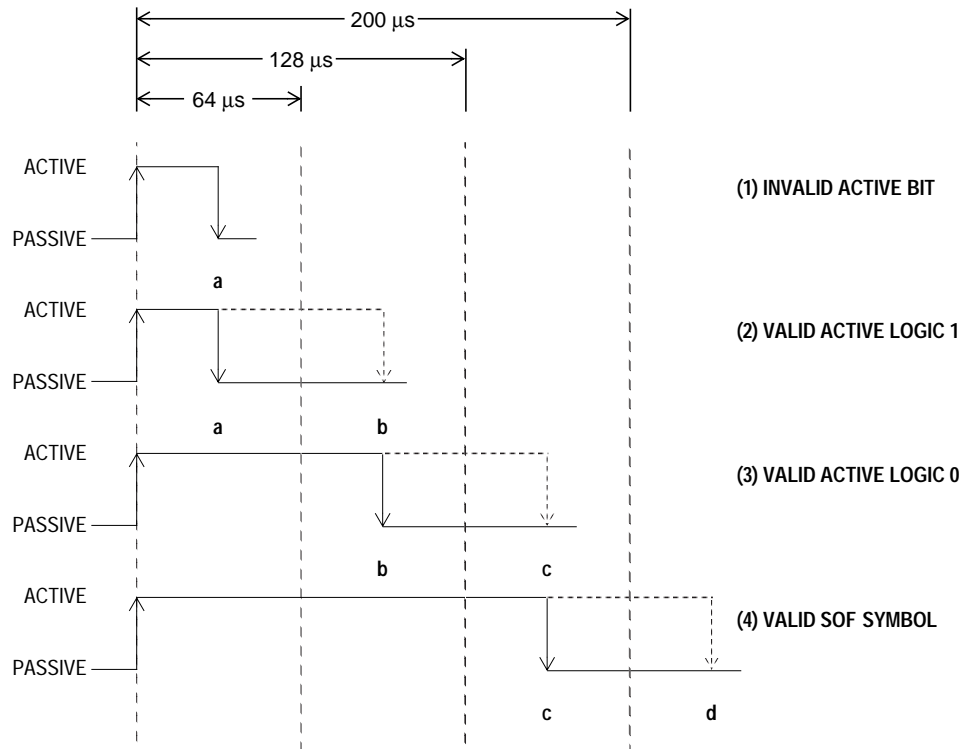 200 μs
128 μs
64 μs
ACTIVE
(1) INVALID ACTIVE BIT
PASSIVE
a
ACTIVE
(2) VALID ACTIVE LOGIC 1
PASSIVE
a b
ACTIVE
(3) VALID ACTIVE LOGIC 0
PASSIVE
b c
ACTIVE
(4) VALID SOF SYMBOL
PASSIVE
c d